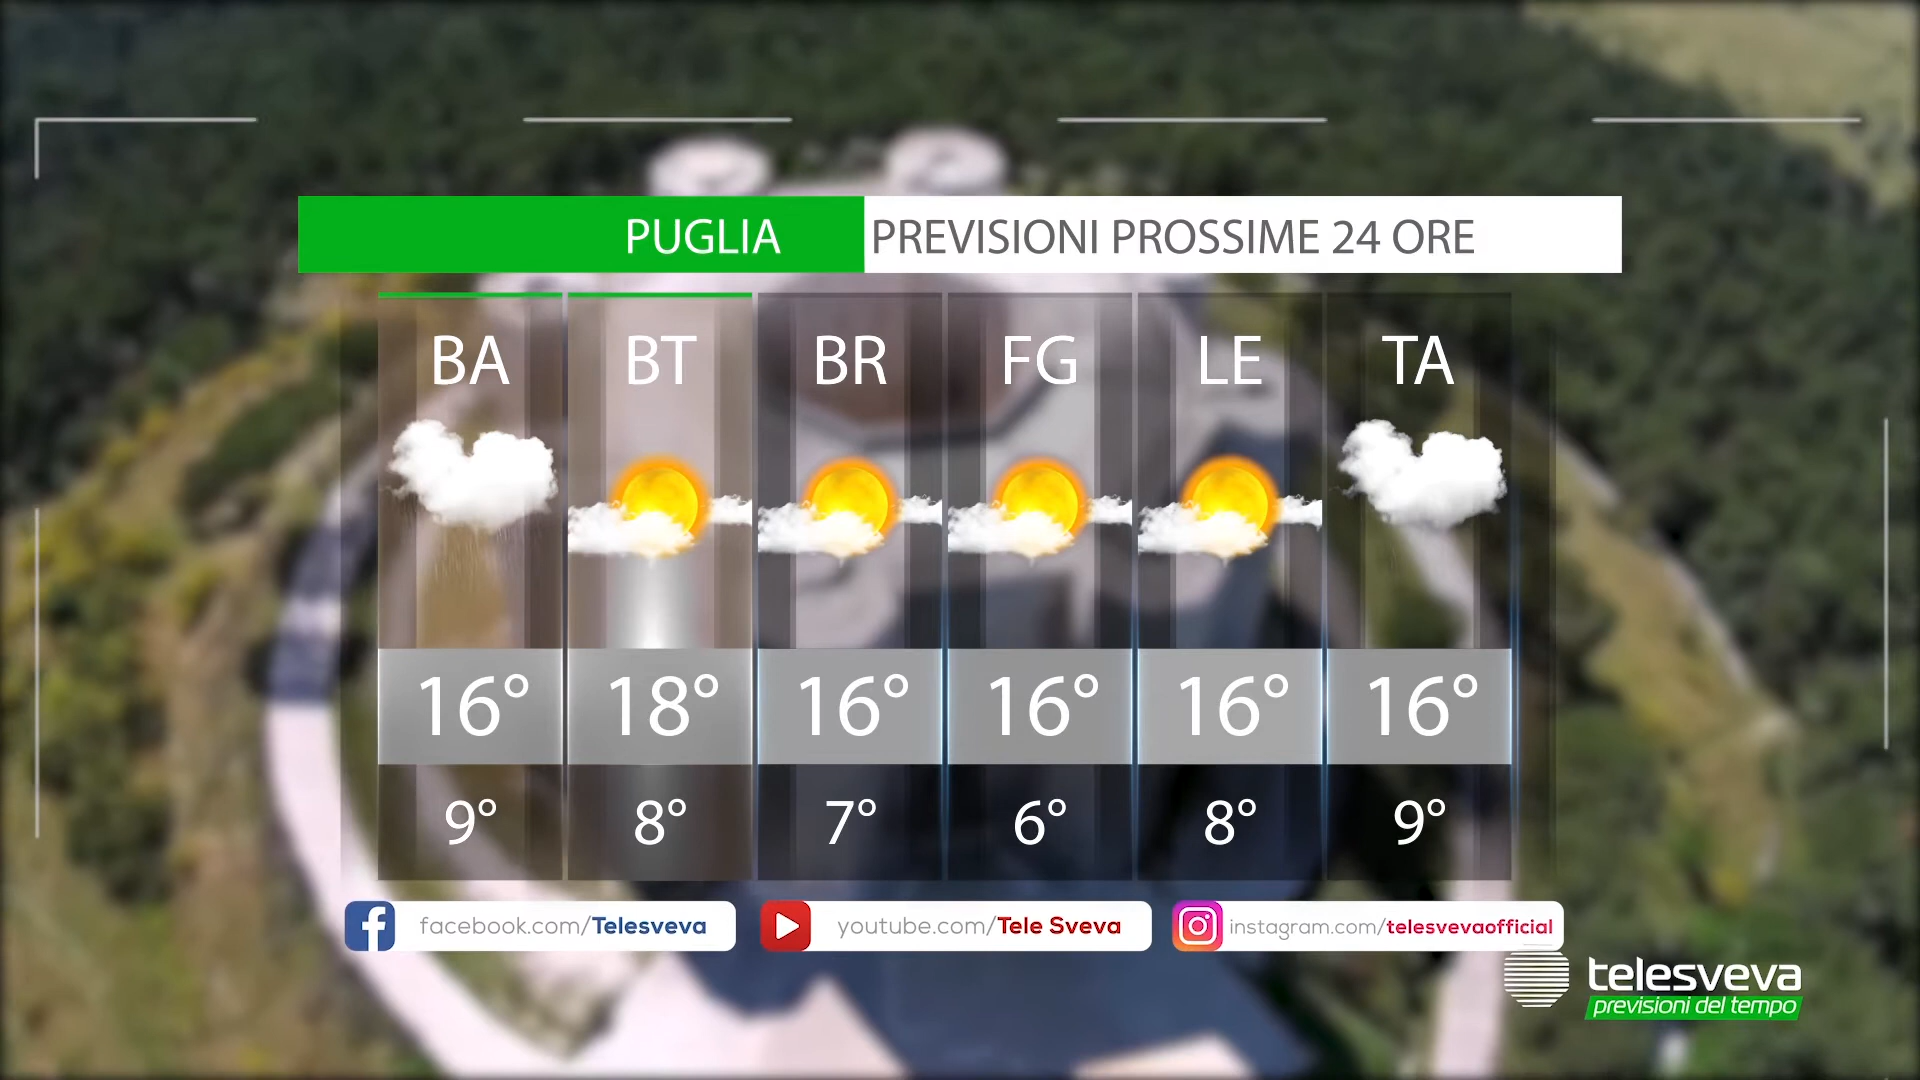 PUGLIA PREVISIONI PROSSIME 24 ORE
BA BT BR FG LE TA
16° 18° 16° 16° 16° 16°
9° 8° 7° 6° 8° 9°
facebook.com/Telesveva youtube.com/Tele Sveva instagram.com/telesvevaofficial
telesveva
previsioni del tempo